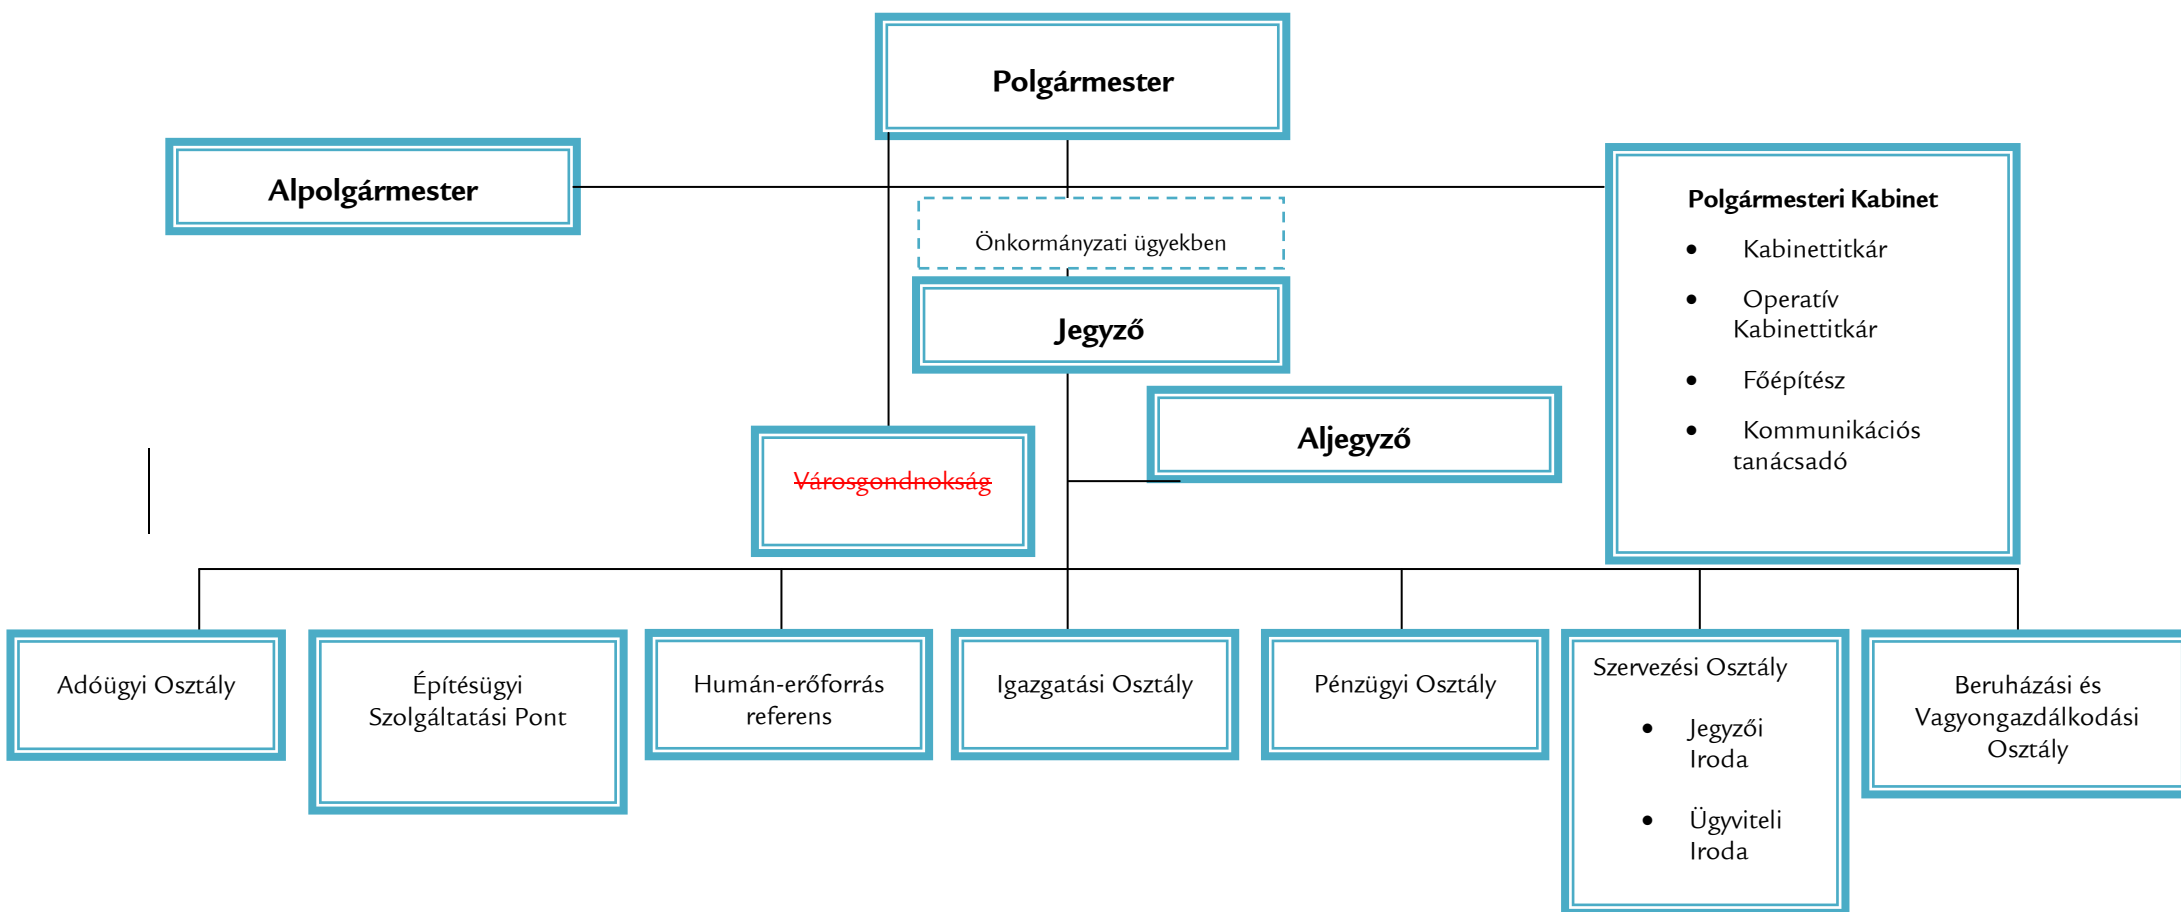 Polgármester
Alpolgármester
Polgármesteri Kabinet
• Kabinettitkár
• Operatív
Kabinettitkár
• Főépítész
• Kommunikációs
tanácsadó
Önkormányzati ügyekben
Jegyző
Aljegyző
Városgondnokság
Adóügyi Osztály
Építésügyi
Szolgáltatási Pont
Humán-erőforrás
referens
Igazgatási Osztály
Pénzügyi Osztály
Szervezési Osztály
• Jegyzői
Iroda
• Ügyviteli
Iroda
Beruházási és
Vagyongazdálkodási
Osztály